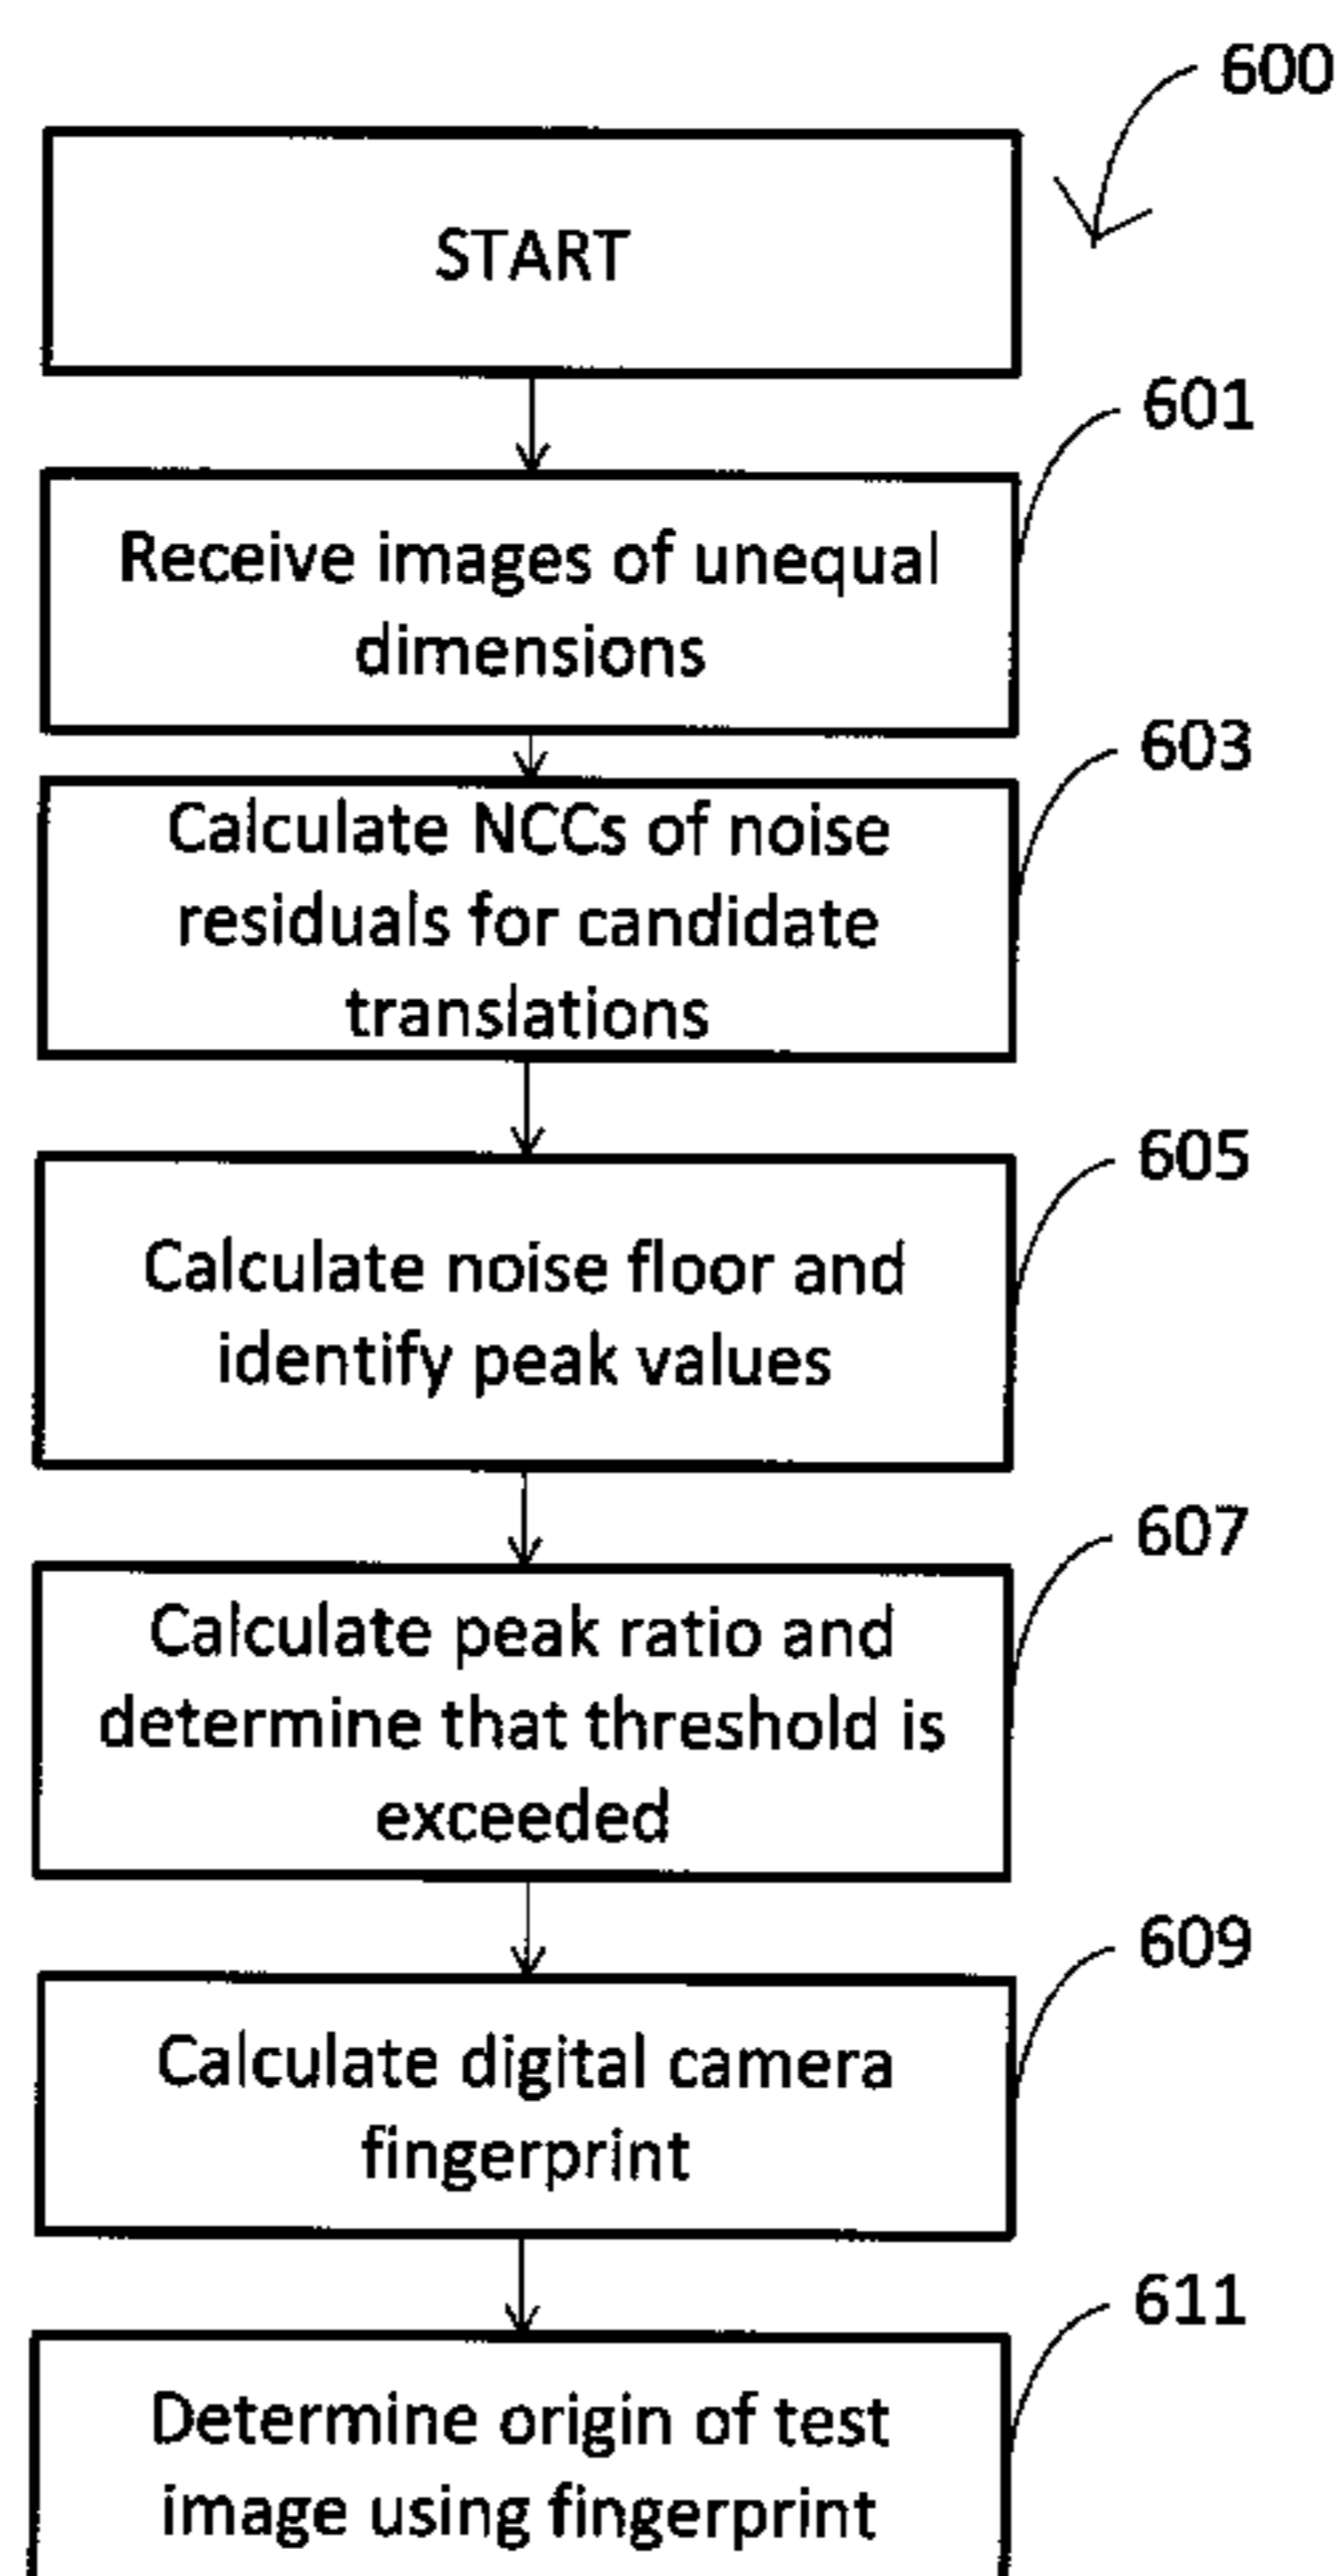 600
START
601
Receive images of unequal
dimensions
603
Calculate NCCs of noise
residuals for candidate
translations
605
Calculate noise floor and
identify peak values
607
Calculate peak ratio and
determine that threshold is
exceeded
609
Calculate digital camera
fingerprint
611
Determine origin of test
image using fingerprint